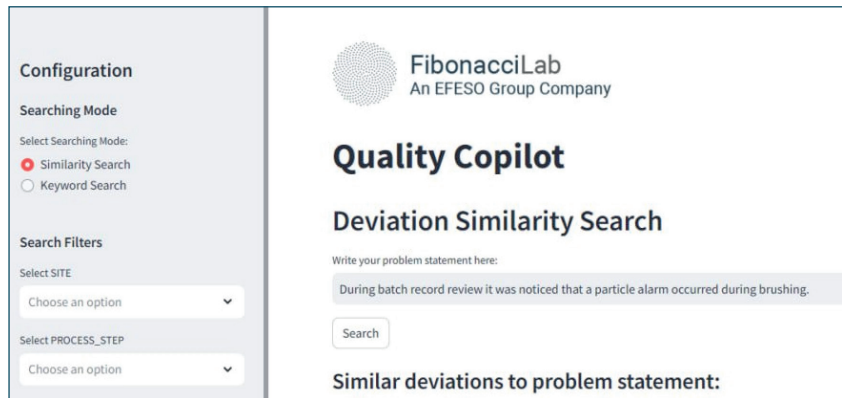 Configuration
Searching Mode
Select Searching Mode:
Similarity Search
Keyword Search
Search Filters
Select SITE
Choose an option
Select PROCESS_STEP
Choose an option
FibonacciLab
An EFESO Group Company
Quality Copilot
Deviation Similarity Search
Write your problem statement here:
During batch record review it was noticed that a particle alarm occurred during brushing.
Search
Similar deviations to problem statement: